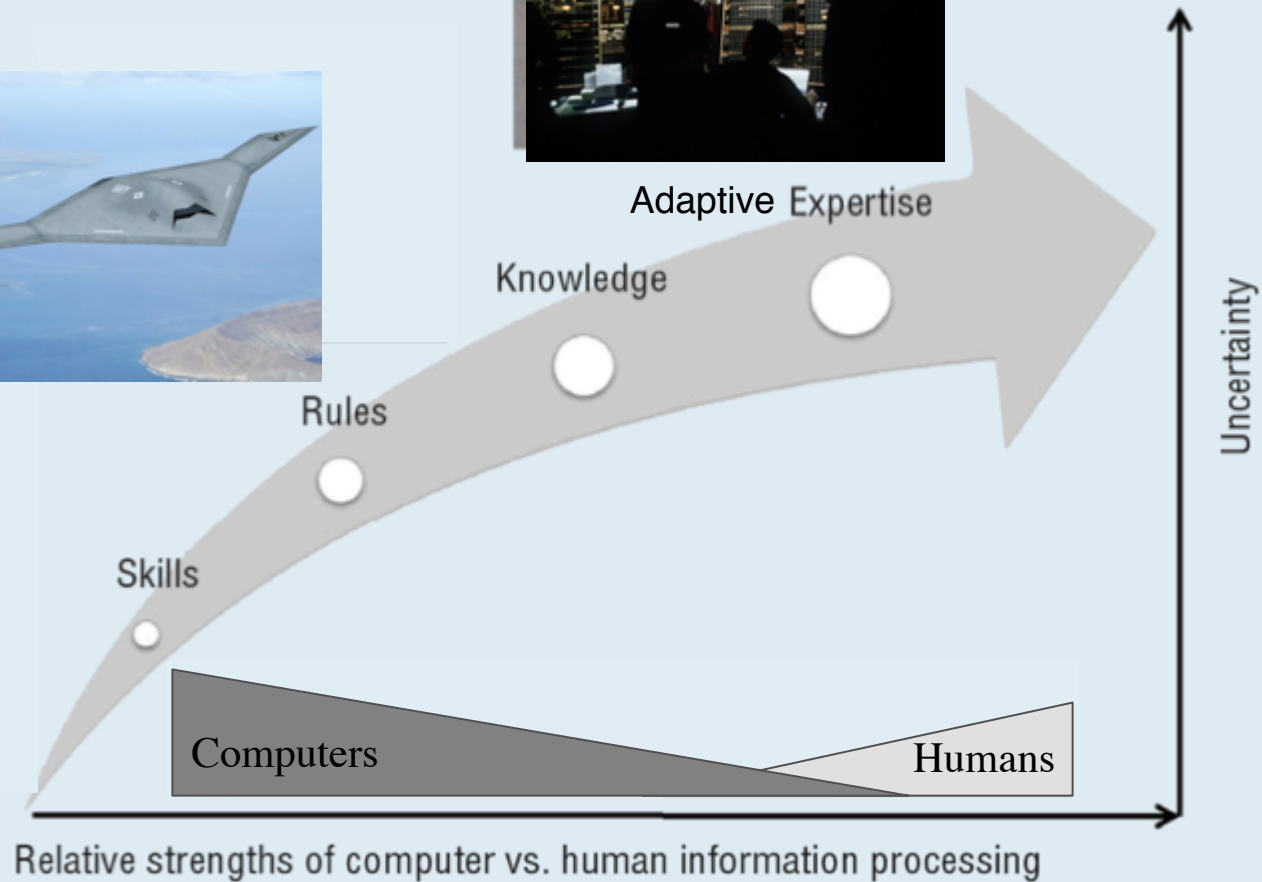 Adaptive Expertise
Knowledge
Rules
Skills
Uncertainty
Computers
Humans
Relative strengths of computer vs. human information processing